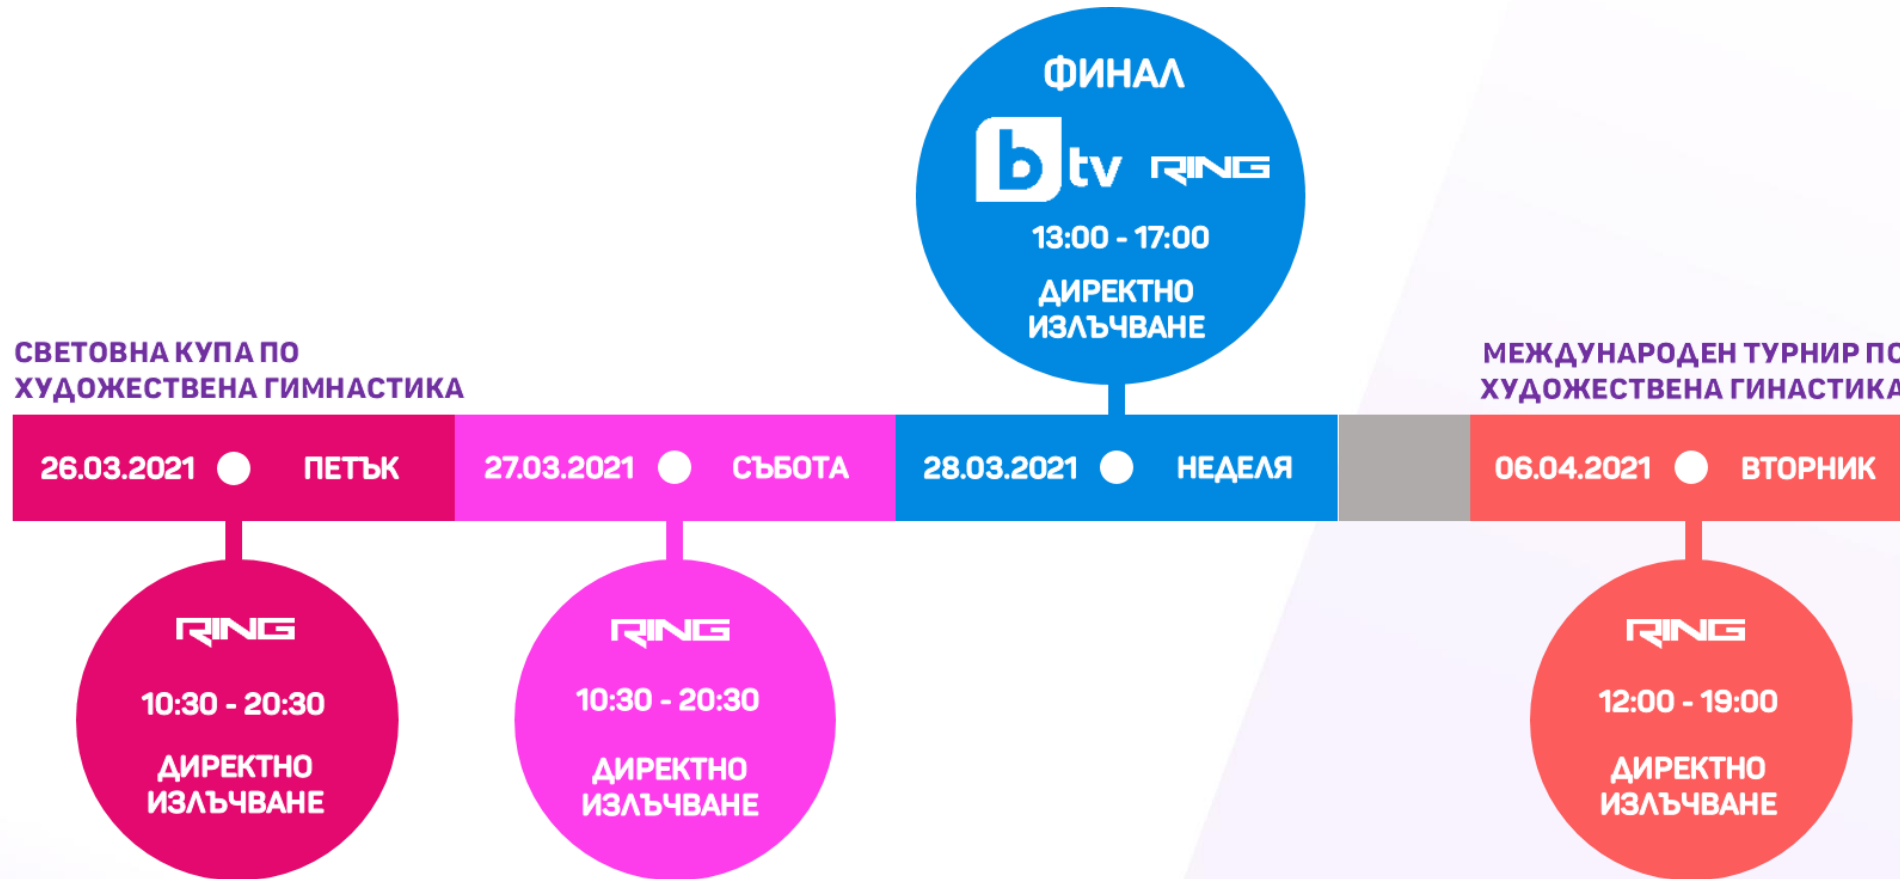 ФИНАЛ
btv RING
13:00 - 17:00
ДИРЕКТНО
ИЗЛЪЧВАНЕ
СВЕТОВНА КУПА ПО
ХУДОЖЕСТВЕНА ГИМНАСТИКА
МЕЖДУНАРОДЕН ТУРНИР ПО
ХУДОЖЕСТВЕНА ГИНАСТИКА
26.03.2021 ПЕТЪК
27.03.2021 СЪБОТА
28.03.2021 НЕДЕЛЯ
06.04.2021 ВТОРНИК
RING
10:30 - 20:30
ДИРЕКТНО
ИЗЛЪЧВАНЕ
RING
10:30 - 20:30
ДИРЕКТНО
ИЗЛЪЧВАНЕ
RING
12:00 - 19:00
ДИРЕКТНО
ИЗЛЪЧВАНЕ